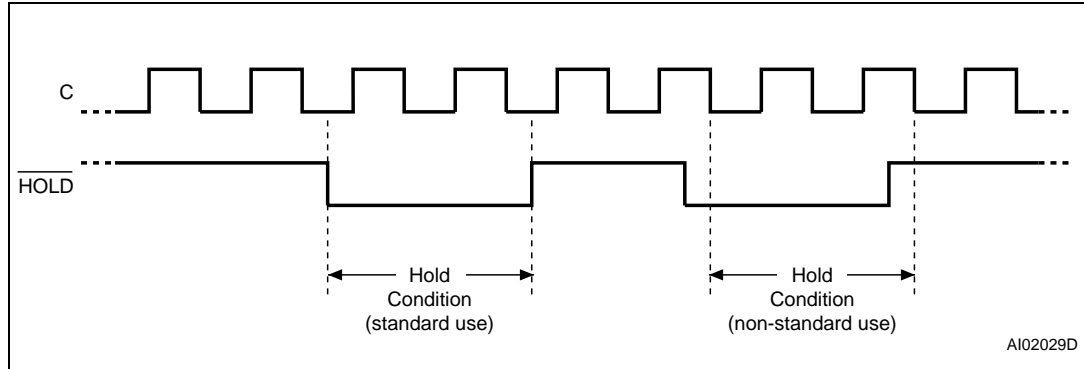 C
HOLD
Hold
Condition
(standard use)
Hold
Condition
(non-standard use)
AI02029D